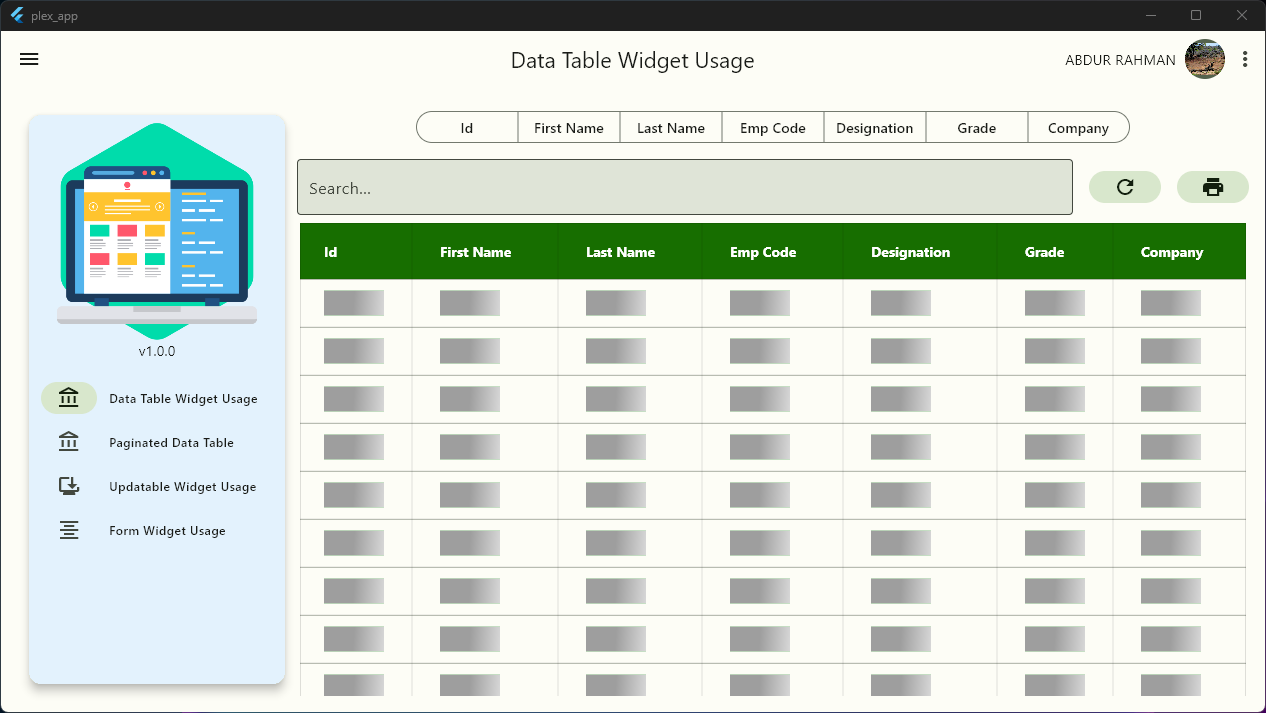 plex_app
Data Table Widget Usage
ABDUR RAHMAN
Id First Name Last Name Emp Code Designation Grade Company
Search...
Id First Name Last Name Emp Code Designation Grade Company
v1.0.0
Data Table Widget Usage
Paginated Data Table
Updatable Widget Usage
Form Widget Usage